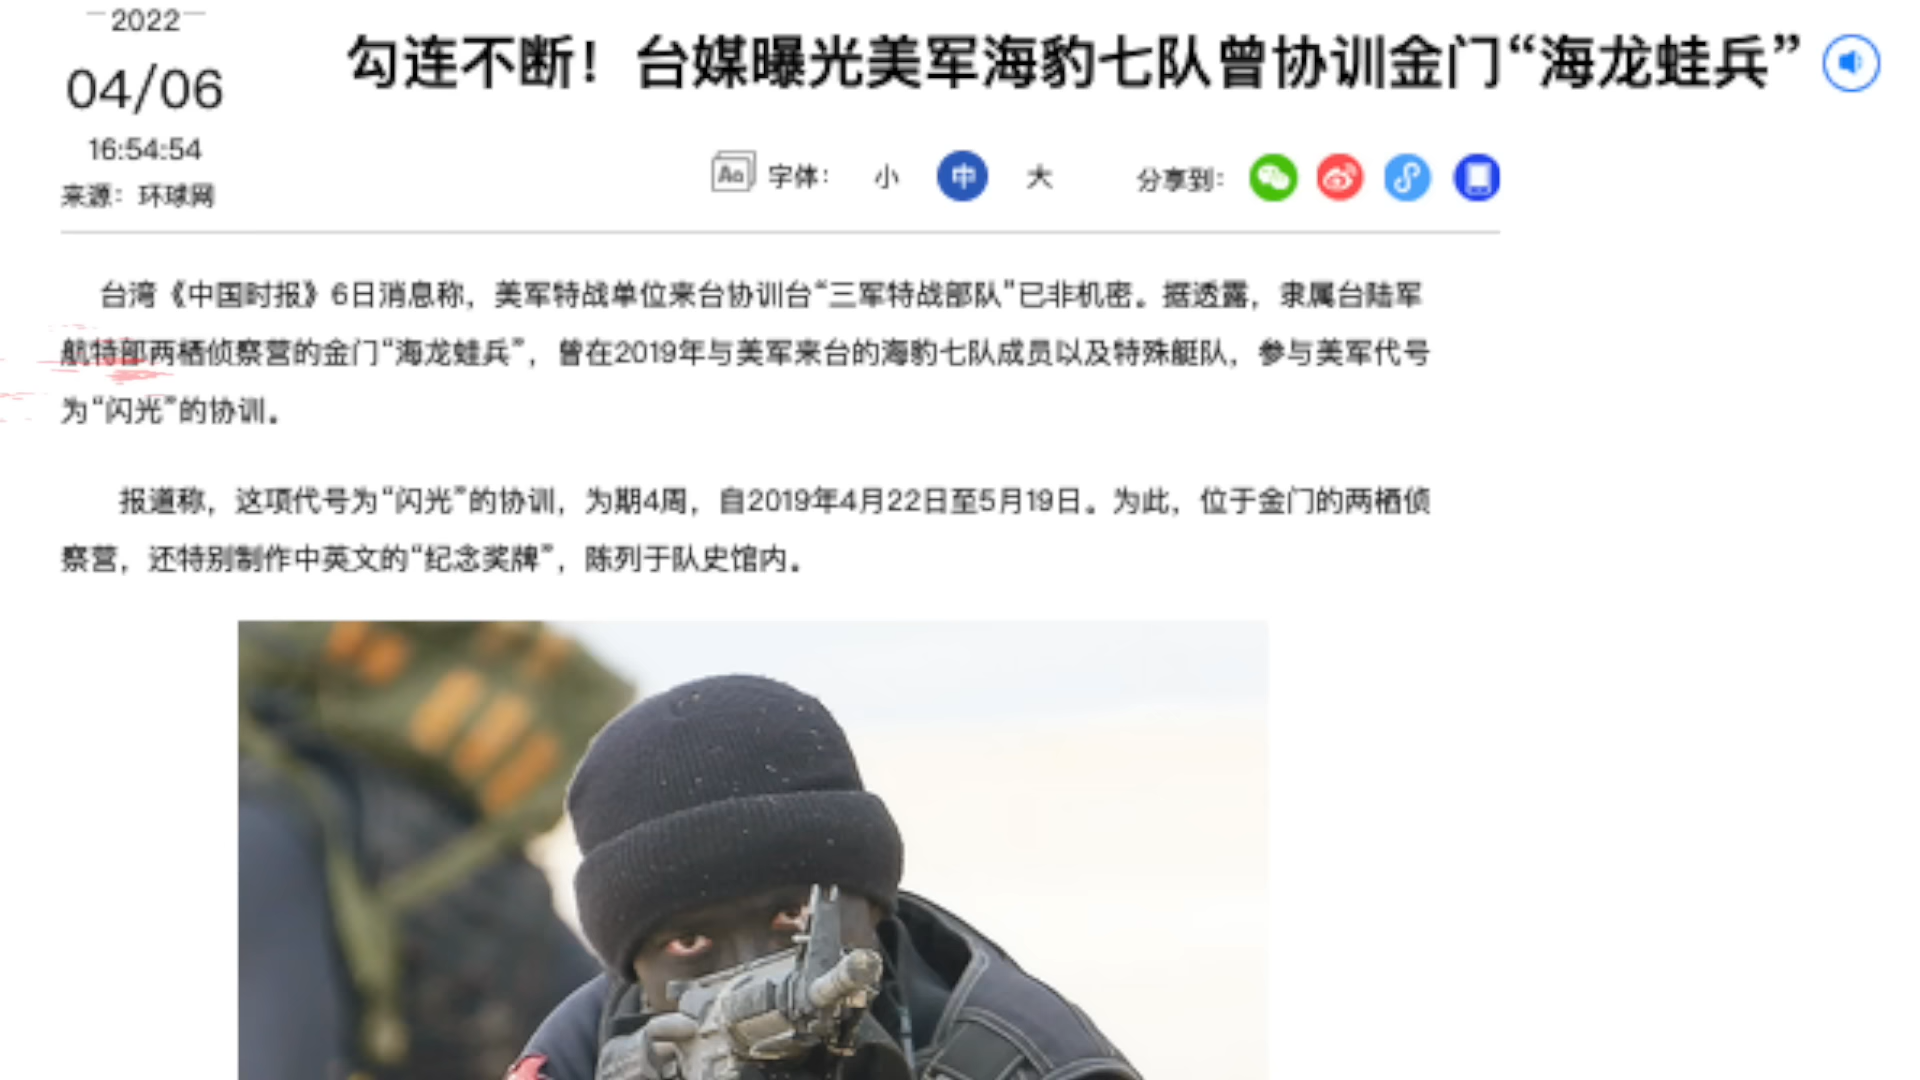 2022
04/06
16:54:54
来源：环球网
勾连不断！台媒曝光美军海豹七队曾协训金门“海龙蛙兵”
Aa 字体： 小 中 大 分享到：
台湾《中国时报》6日消息称，美军特战单位来台协训台“三军特战部队”已非机密。据透露，隶属台陆军
航特部两栖侦察营的金门“海龙蛙兵”，曾在2019年与美军来台的海豹七队成员以及特殊艇队，参与美军代号
为“闪光”的协训。
报道称，这项代号为“闪光”的协训，为期4周，自2019年4月22日至5月19日。为此，位于金门的两栖侦
察营，还特别制作中英文的“纪念奖牌”，陈列于队史馆内。